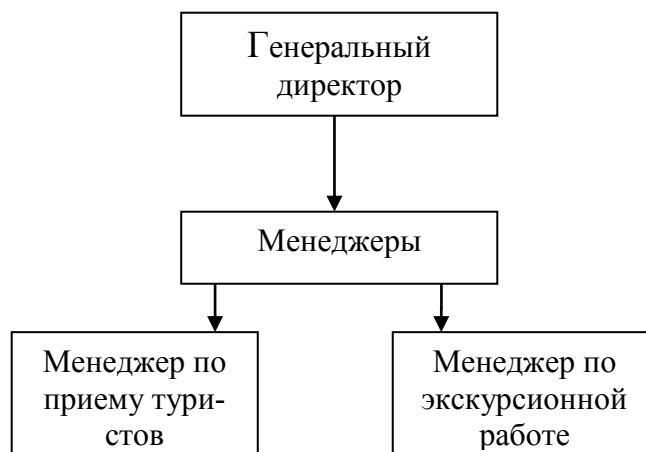 Генеральный
директор
Менеджеры
Менеджер по
приему тури-
стов
Менеджер по
экскурсионной
работе